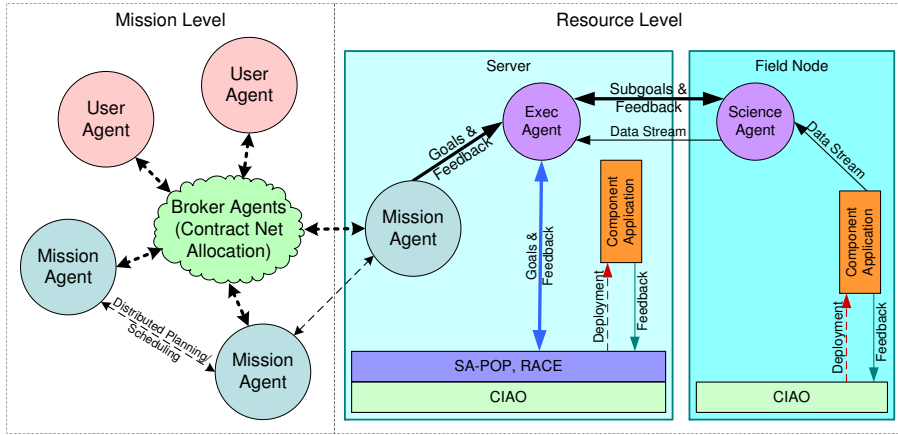 Mission Level
Resource Level
User
Agent
User
Agent
Broker Agents
(Contract Net
Allocation)
Mission
Agent
Distributed Planning/
Scheduling
Mission
Agent
Mission
Agent
Goals &
Feedback
Server
Exec
Agent
Subgoals &
Feedback
Data Stream
Goals &
Feedback
Component
Application
Deployment
Feedback
SA-POP, RACE
CIAO
Field Node
Science
Agent
Data Stream
Component
Application
Deployment
Feedback
CIAO